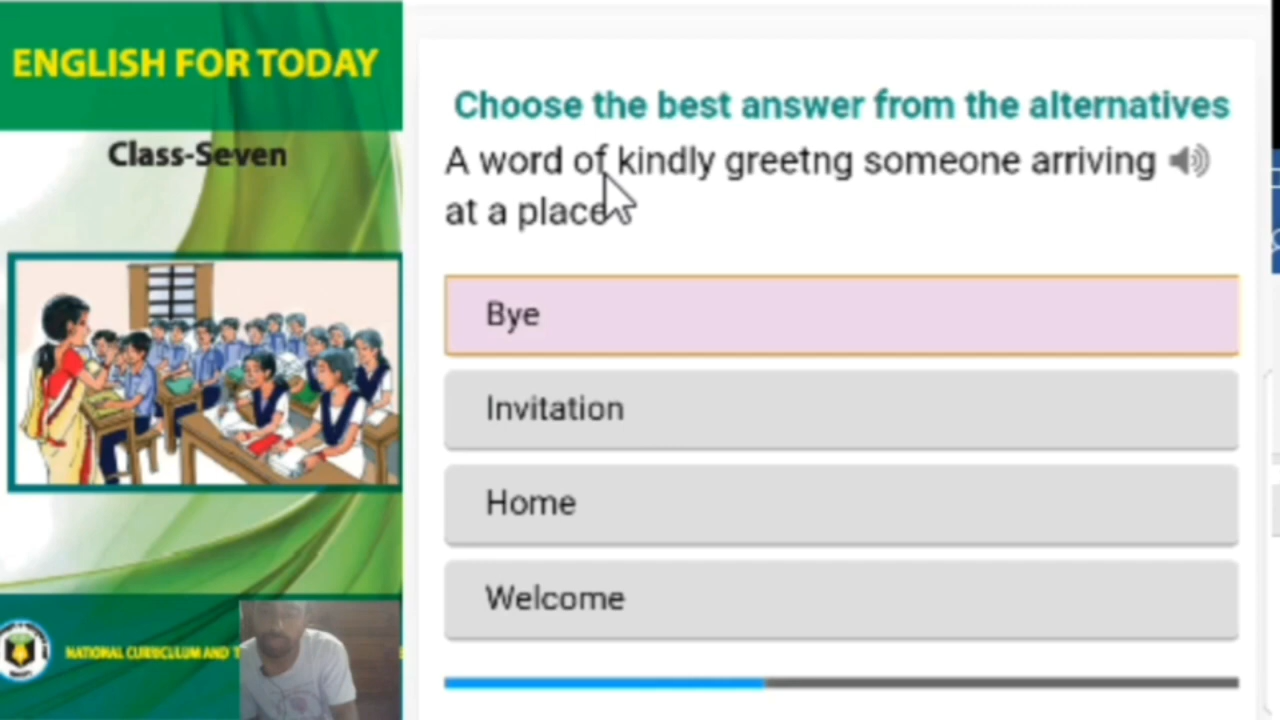 ENGLISH FOR TODAY
Class-Seven
NATIONAL CURRICULUM AND
Choose the best answer from the alternatives
A word of kindly greetng someone arriving
at a place
Bye
Invitation
Home
Welcome